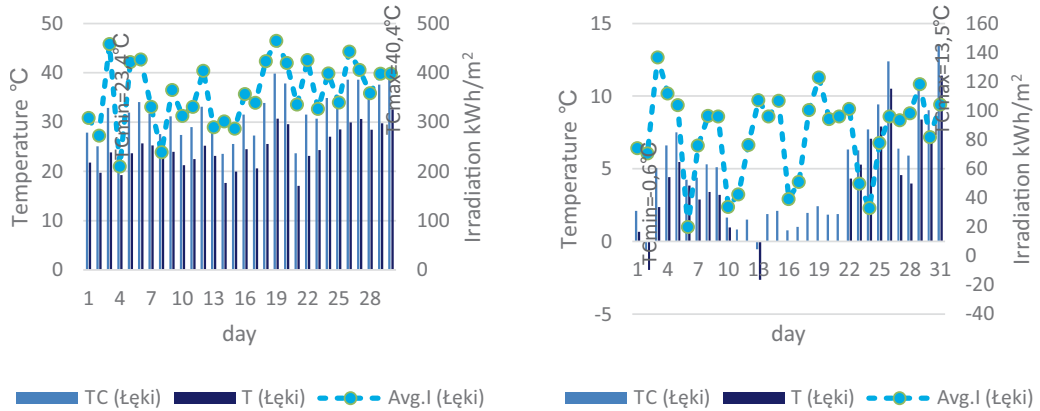 50
40
30
20
10
0
Temperature °C
500
400
300
200
100
0
Irradiation kWh/m²
TCmin=23,4°C
TCmax=40,4°C
1 4 7 10 13 16 19 22 25 28
day
TC (Łęki) T (Łęki) Avg.I (Łęki)
15
10
5
0
-5
Temperature °C
160
140
120
100
80
60
40
20
0
-20
-40
Irradiation kWh/m²
TCmin=-0,6°C
TCmax=13,5°C
1 4 7 10 13 16 19 22 25 28 31
day
TC (Łęki) T (Łęki) Avg.I (Łęki)